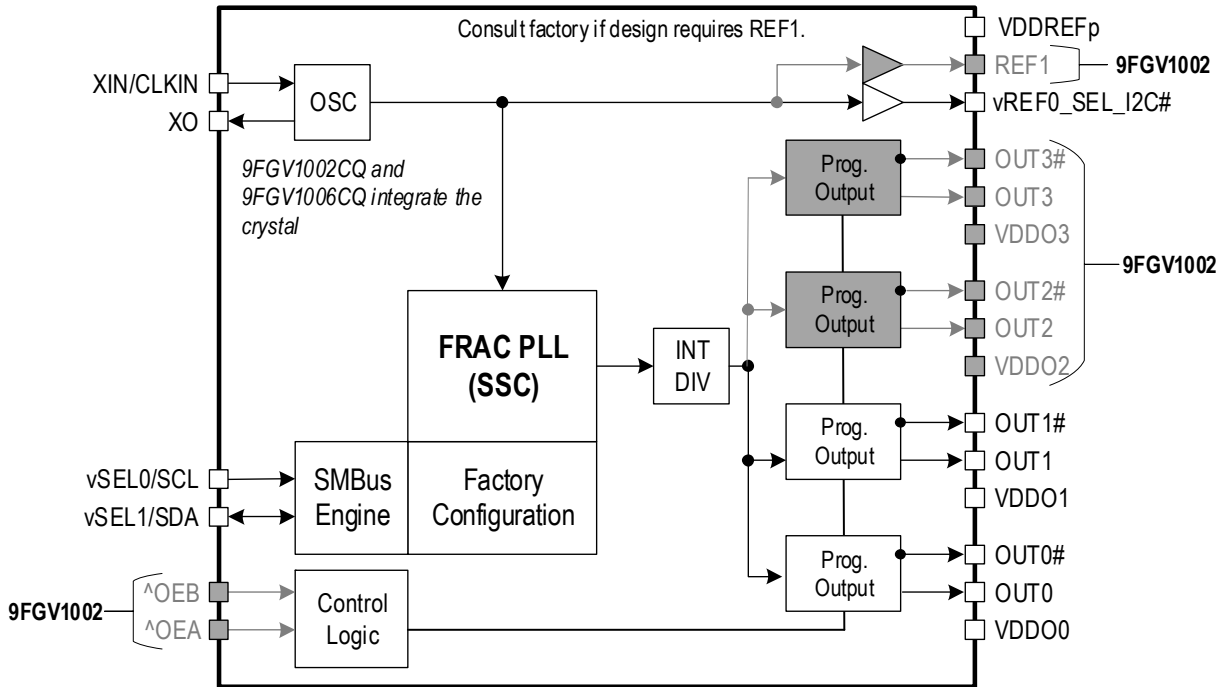 Consult factory if design requires REF1.
VDDREFp
REF1
9FGV1002
vREF0_SEL_I2C#
XIN/CLKIN
XO
OSC
9FGV1002CQ and
9FGV1006CQ integrate the
crystal
Prog.
Output
OUT3#
OUT3
VDDO3
9FGV1002
Prog.
Output
OUT2#
OUT2
VDDO2
FRAC PLL
(SSC)
INT
DIV
Prog.
Output
OUT1#
OUT1
VDDO1
vSEL0/SCL
vSEL1/SDA
SMBus
Engine
Factory
Configuration
Prog.
Output
OUT0#
OUT0
VDDO0
9FGV1002
^OEB
^OEA
Control
Logic